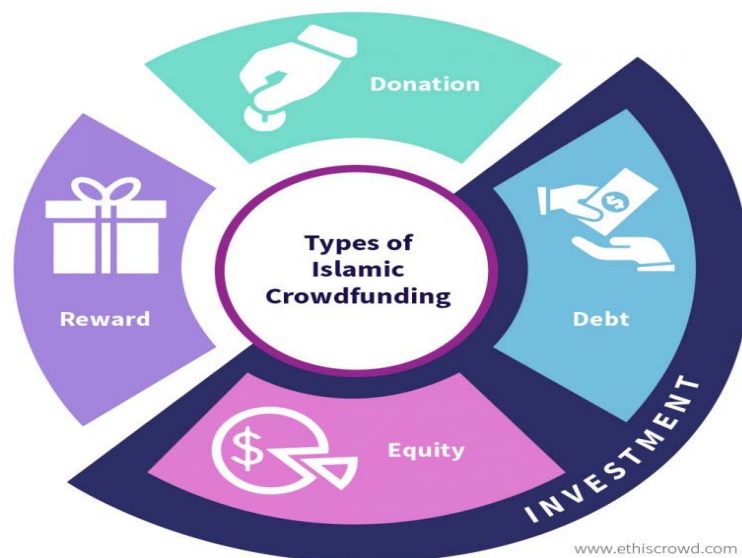 Donation
Types of
Islamic
Crowdfunding
Reward
Debt
$
$
Equity
INVESTMENT
www.ethiscrowd.com